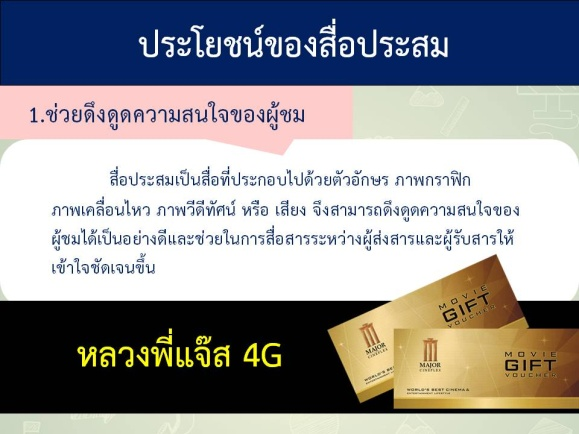 ประโยชน์ของสื่อประสม
1.ช่วยดึงดูดความสนใจของผู้ชม
สื่อประสมเป็นสื่อที่ประกอบไปด้วยตัวอักษร ภาพกราฟิก
ภาพเคลื่อนไหว ภาพวีดีทัศน์ หรือ เสียง จึงสามารถดึงดูดความสนใจของ
ผู้ชมได้เป็นอย่างดีและช่วยในการสื่อสารระหว่างผู้ส่งสารและผู้รับสารให้
เข้าใจชัดเจนขึ้น
หลวงพี่แจ๊ส 4G
MAJOR
CINEPLEX
MOVIE
GIFT
VOUCHER
WORLD'S BEST CINEMA &
MAJOR
CINEPLEX
MOVIE
GIFT
VOUCHER
WORLD'S BEST CINEMA &
ENTERTAINMENT LIFESTYLE